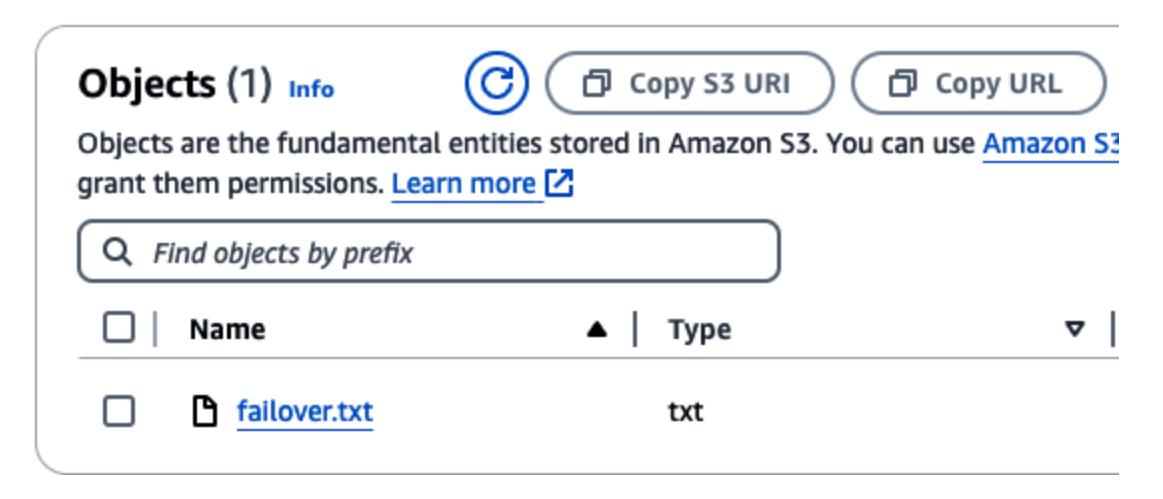 Objects (1) Info Copy S3 URI Copy URL
Objects are the fundamental entities stored in Amazon S3. You can use Amazon S3
grant them permissions. Learn more
Find objects by prefix
Name Type
failover.txt txt